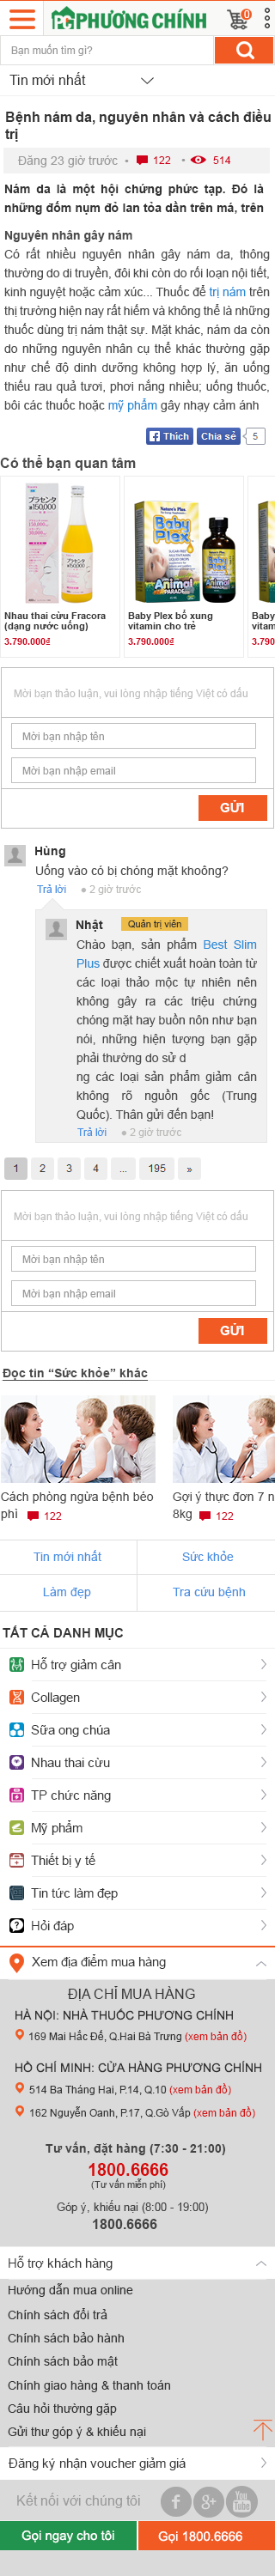 PC PHƯƠNG CHÍNH
0
Bạn muốn tìm gì?
Tin mới nhất
Bệnh nám da, nguyên nhân và cách điều
trị
Đăng 23 giờ trước • 122 • 514
Nám da là một hội chứng phức tạp. Đó là
những đốm nụm đỏ lan tỏa dần trên má, trên
Nguyên nhân gây nám
Có rất nhiều nguyên nhân gây nám da, thông
thường do di truyền, đôi khi còn do rối loạn nội tiết,
kinh nguyệt hoặc cảm xúc... Thuốc để trị nám trên
thị trường hiện nay rất hiếm và không thể là những
thuốc dùng trị nám thật sự. Mặt khác, nám da còn
do những nguyên nhân cụ thể khác thường gặp
như chế độ dinh dưỡng không hợp lý, ăn uống
thiếu rau quả tươi, phơi nắng nhiều; uống thuốc,
bôi các thuốc hoặc mỹ phẩm gây nhạy cảm ánh
Thích Chia sẻ 5
Có thể bạn quan tâm
Nature's Plus
Baby Plex
Animal PARADE
Nhau thai cừu Fracora
(dạng nước uống)
3.790.000₫
Baby Plex bổ xung
vitamin cho trẻ
3.790.000₫
Baby
vitam
3.790
Mời bạn thảo luận, vui lòng nhập tiếng Việt có dấu
Mời bạn nhập tên
Mời bạn nhập email
GỬI
Hùng
Uống vào có bị chóng mặt không?
Trả lời • 2 giờ trước
Nhật Quản trị viên
Chào bạn, sản phẩm Best Slim
Plus được chiết xuất hoàn toàn từ
các loại thảo mộc tự nhiên nên
không gây ra các triệu chứng
chóng mặt hay buồn nôn như bạn
nói, những hiện tượng bạn gặp
phải thường do sử d
ng các loại sản phẩm giảm cân
không rõ nguồn gốc (Trung
Quốc). Thân gửi đến bạn!
Trả lời • 2 giờ trước
1 2 3 4 ... 195 »
Mời bạn thảo luận, vui lòng nhập tiếng Việt có dấu
Mời bạn nhập tên
Mời bạn nhập email
GỬI
Đọc tin “Sức khỏe” khác
Cách phòng ngừa bệnh béo
phì 122
Gợi ý thực đơn 7 n
8kg 122
Tin mới nhất Sức khỏe
Làm đẹp Tra cứu bệnh
TẤT CẢ DANH MỤC
Hỗ trợ giảm cân
Collagen
Sữa ong chúa
Nhau thai cừu
TP chức năng
Mỹ phẩm
Thiết bị y tế
Tin tức làm đẹp
Hỏi đáp
Xem địa điểm mua hàng
ĐỊA CHỈ MUA HÀNG
HÀ NỘI: NHÀ THUỐC PHƯƠNG CHÍNH
169 Mai Hắc Đế, Q.Hai Bà Trưng (xem bản đồ)
HỒ CHÍ MINH: CỬA HÀNG PHƯƠNG CHÍNH
514 Ba Tháng Hai, P.14, Q.10 (xem bản đồ)
162 Nguyễn Oanh, P.17, Q.Gò Vấp (xem bản đồ)
Tư vấn, đặt hàng (7:30 - 21:00)
1800.6666
(Tư vấn miễn phí)
Góp ý, khiếu nại (8:00 - 19:00)
1800.6666
Hỗ trợ khách hàng
Hướng dẫn mua online
Chính sách đổi trả
Chính sách bảo hành
Chính sách bảo mật
Chính giao hàng & thanh toán
Câu hỏi thường gặp
Gửi thư góp ý & khiếu nại
Đăng ký nhận voucher giảm giá
Kết nối với chúng tôi f g+ You Tube
Gọi ngay cho tôi Gọi 1800.6666